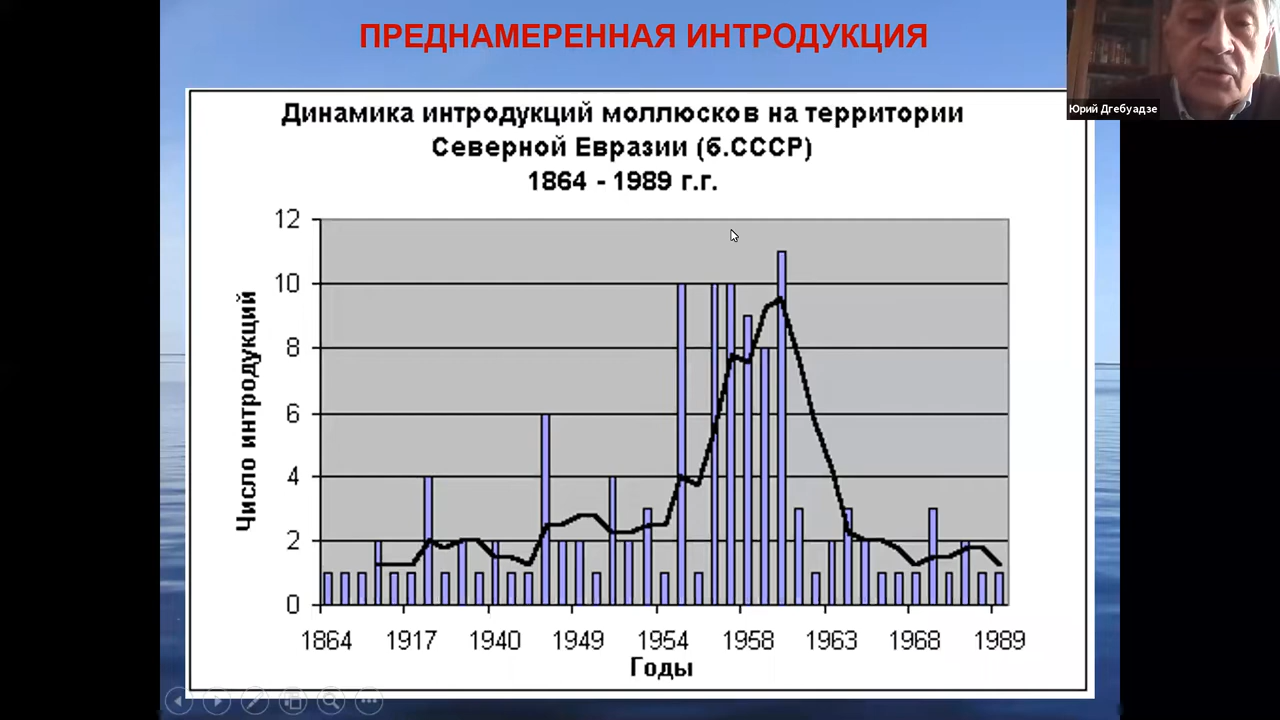 ПРЕДНАМЕРЕННАЯ ИНТРОДУКЦИЯ
Юрий Дгебуадзе
Динамика интродукций моллюсков на территории
Северной Евразии (б.СССР)
1864 - 1989 г.г.
Число интродукций
12
10
8
6
4
2
0
1864 1917 1940 1949 1954 1958 1963 1968 1989
Годы